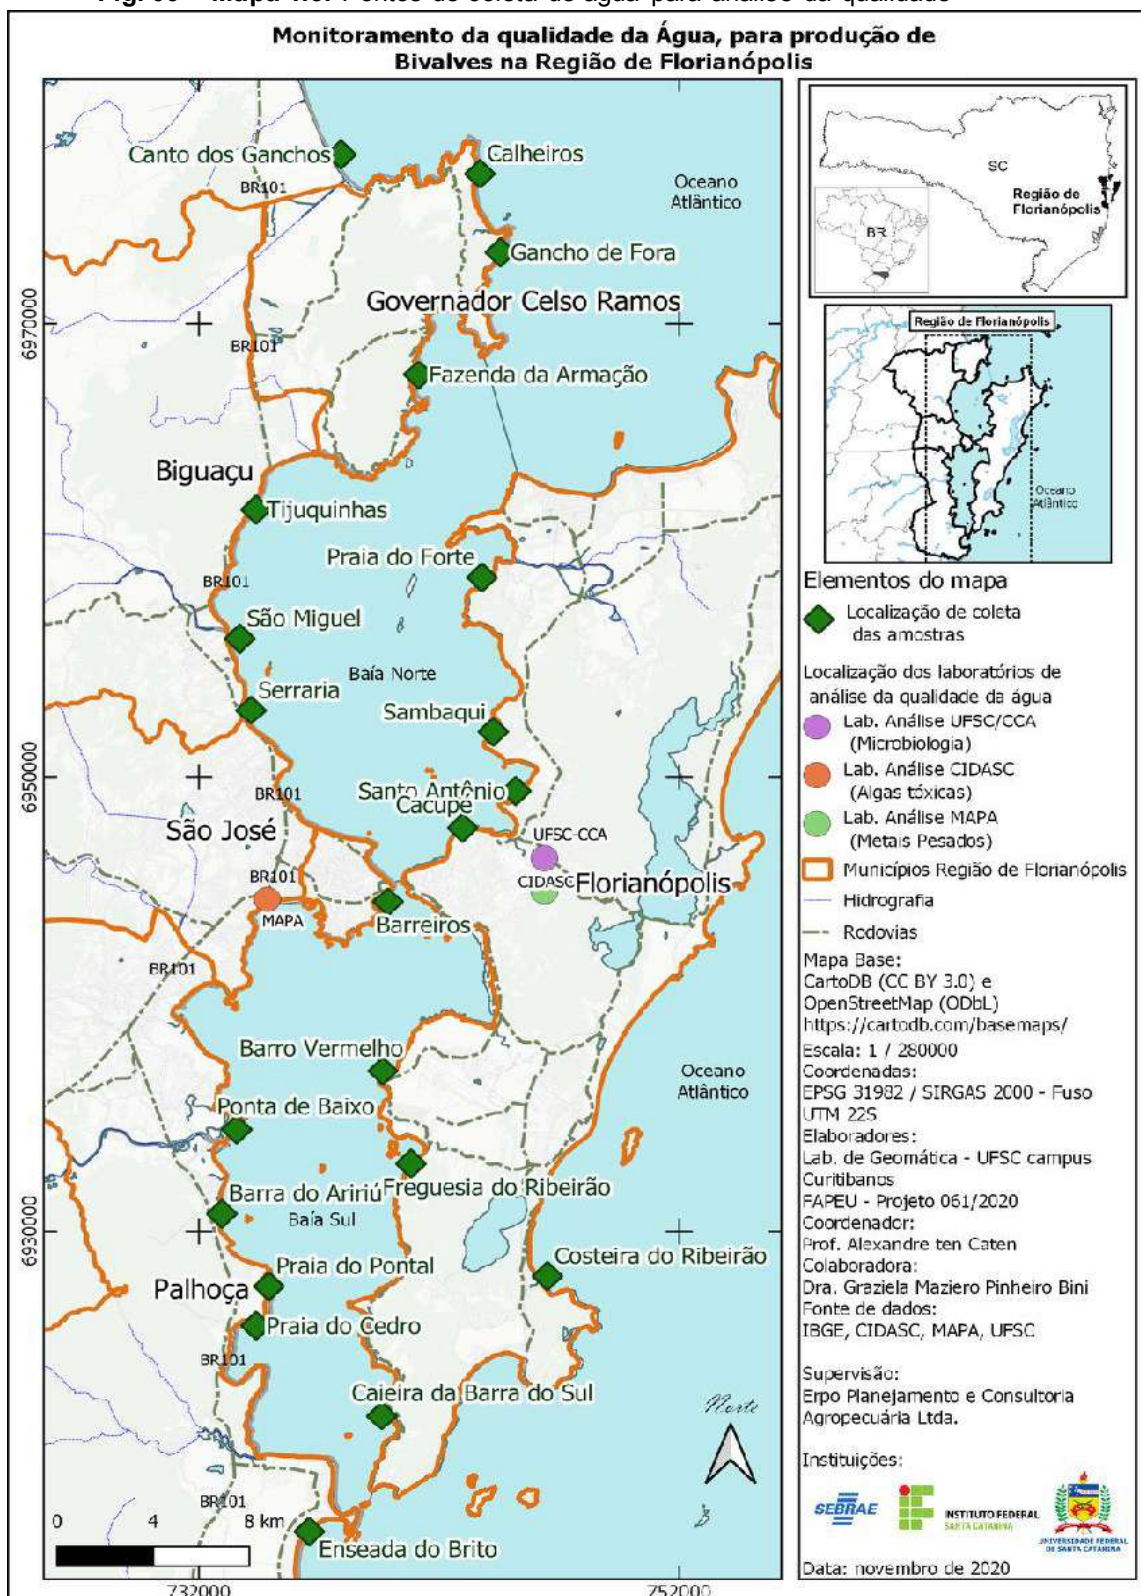 Monitoramento da qualidade da Água, para produção de
Bivalves na Região de Florianópolis
Canto dos Ganchos
Calheiros
BR101
Oceano
Atlântico
Gancho de Fora
Governador Celso Ramos
6970000
BR101
Fazenda da Armação
Biguaçu
Tijuquinhas
Praia do Forte
BR101
São Miguel
Baía Norte
Serraria
Sambaqui
6950000
BR101
Santo Antônio
Cacupé
São José
UFSC-CCA
BR101
CIDASC
Florianópolis
MAPA
Barreiros
BR101
Barro Vermelho
Oceano
Atlântico
Ponta de Baixo
Freguesia do Ribeirão
Barra do Aririú
Baía Sul
6930000
Costeira do Ribeirão
Praia do Pontal
Palhoça
Praia do Cedro
BR101
Caieira da Barra do Sul
Norte
BR101
0 4 8 km
Enseada do Brito
732000
752000
SC
Região de
Florianópolis
BR
Região de Florianópolis
Oceano
Atlântico
Elementos do mapa
Localização de coleta
das amostras
Localização dos laboratórios de
análise da qualidade da água
Lab. Análise UFSC/CCA
(Microbiologia)
Lab. Análise CIDASC
(Algas tóxicas)
Lab. Análise MAPA
(Metais Pesados)
Municípios Região de Florianópolis
Hidrografia
Rodovias
Mapa Base:
CartoDB (CC BY 3.0) e
OpenStreetMap (ODbL)
https://cartodb.com/basemaps/
Escala: 1 / 280000
Coordenadas:
EPSG 31982 / SIRGAS 2000 - Fuso
UTM 22S
Elaboradores:
Lab. de Geomática - UFSC campus
Curitibanos
FAPEU - Projeto 061/2020
Coordenador:
Prof. Alexandre ten Caten
Colaboradora:
Dra. Graziela Maziero Pinheiro Bini
Fonte de dados:
IBGE, CIDASC, MAPA, UFSC
Supervisão:
Erpo Planejamento e Consultoria
Agropecuária Ltda.
Instituições:
SEBRAE
INSTITUTO FEDERAL
SANTA CATARINA
UNIVERSIDADE FEDERAL
DE SANTA CATARINA
Data: novembro de 2020